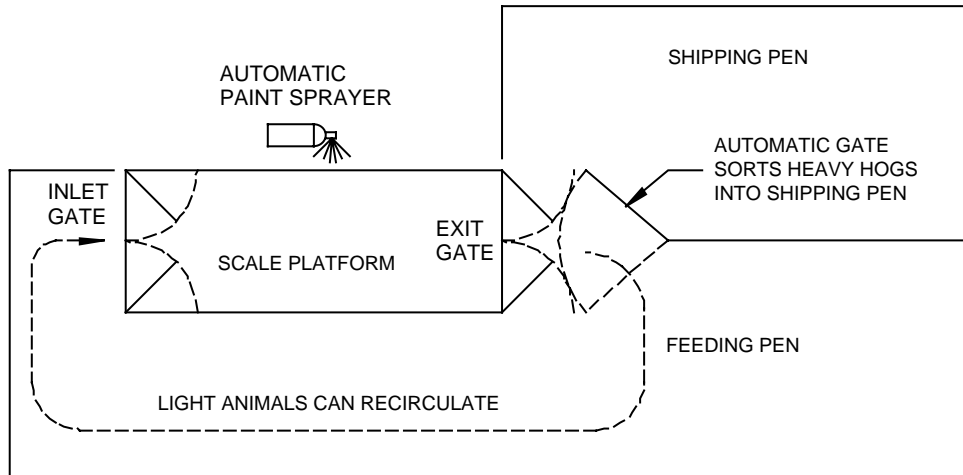 SHIPPING PEN
AUTOMATIC
PAINT SPRAYER
AUTOMATIC GATE
SORTS HEAVY HOGS
INTO SHIPPING PEN
INLET
GATE
EXIT
GATE
SCALE PLATFORM
FEEDING PEN
LIGHT ANIMALS CAN RECIRCULATE